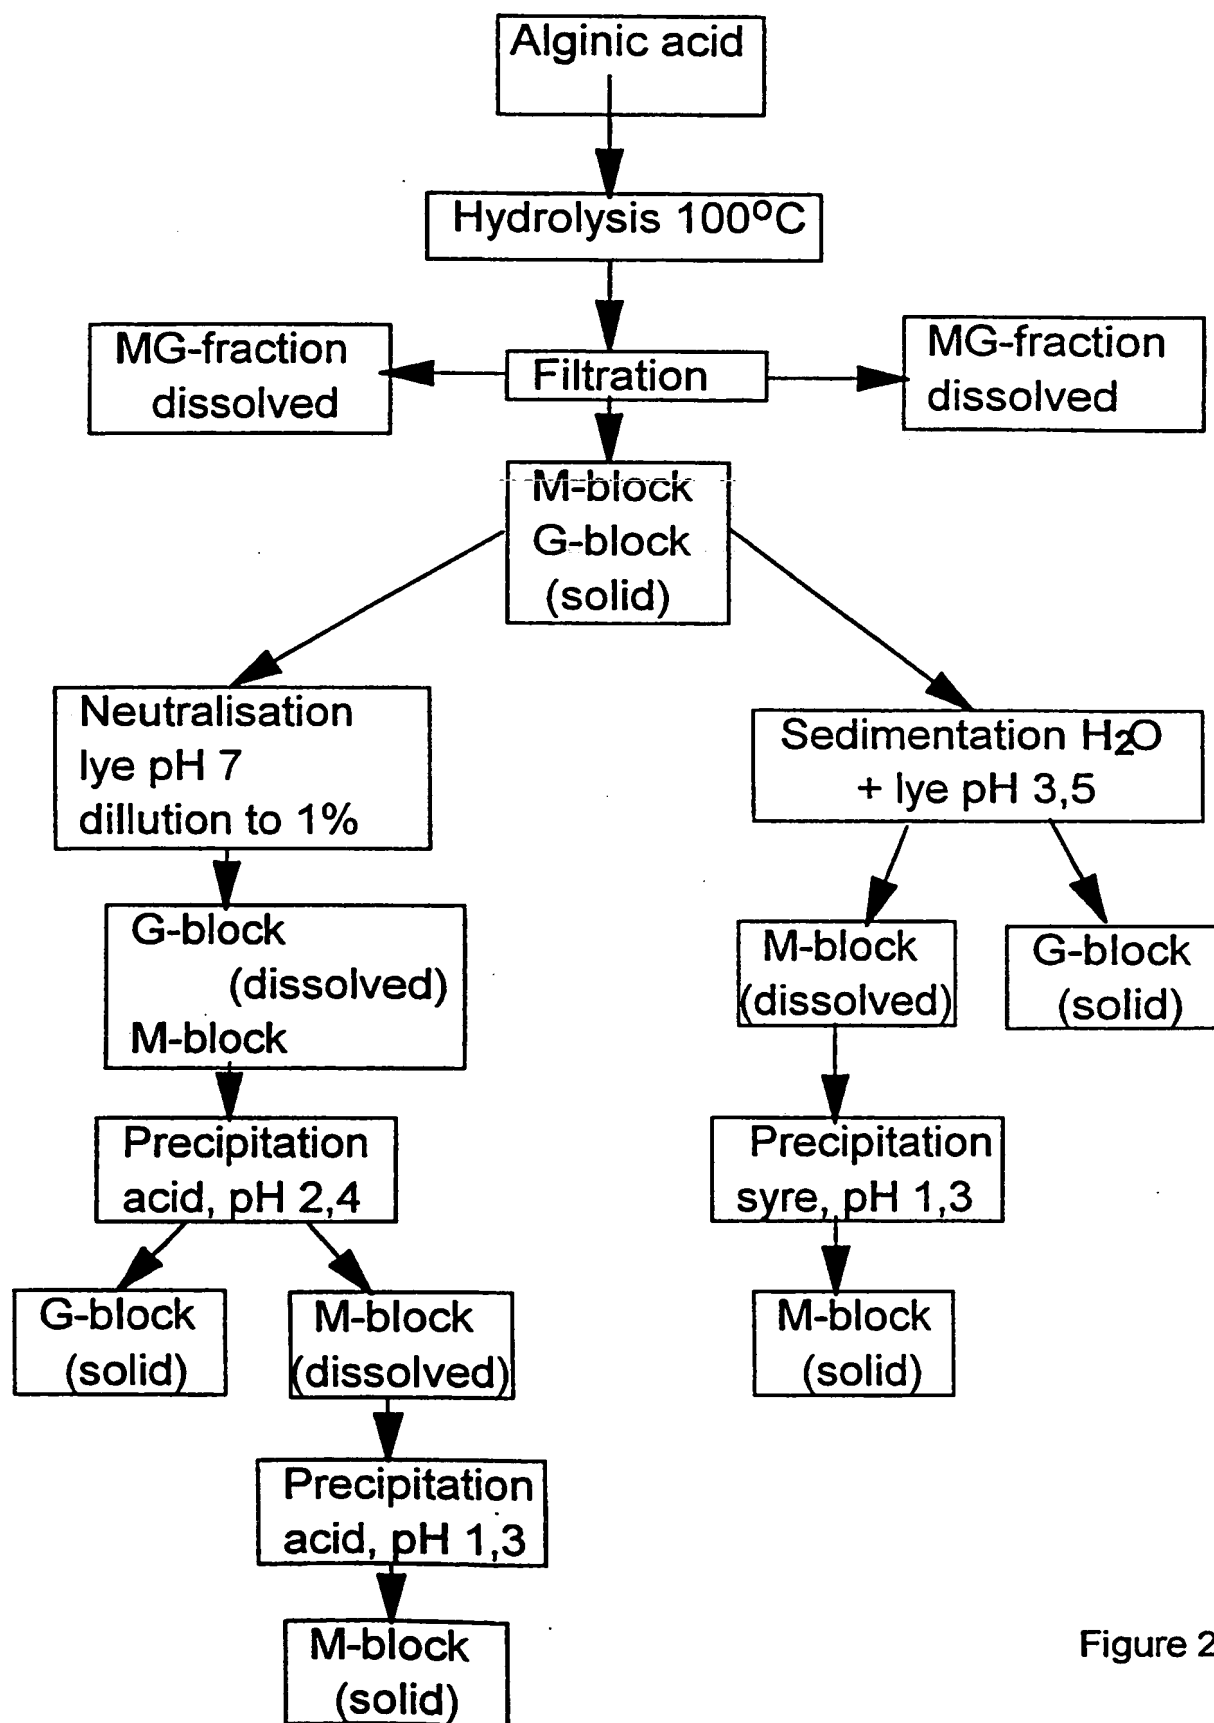 Alginic acid
Hydrolysis 100°C
MG-fraction
dissolved
Filtration
MG-fraction
dissolved
M-block
G-block
(solid)
Neutralisation
lye pH 7
dillution to 1%
Sedimentation H₂O
+ lye pH 3,5
G-block
(dissolved)
M-block
M-block
(dissolved)
G-block
(solid)
Precipitation
acid, pH 2,4
Precipitation
syre, pH 1,3
G-block
(solid)
M-block
(dissolved)
M-block
(solid)
Precipitation
acid, pH 1,3
M-block
(solid)
Figure 2